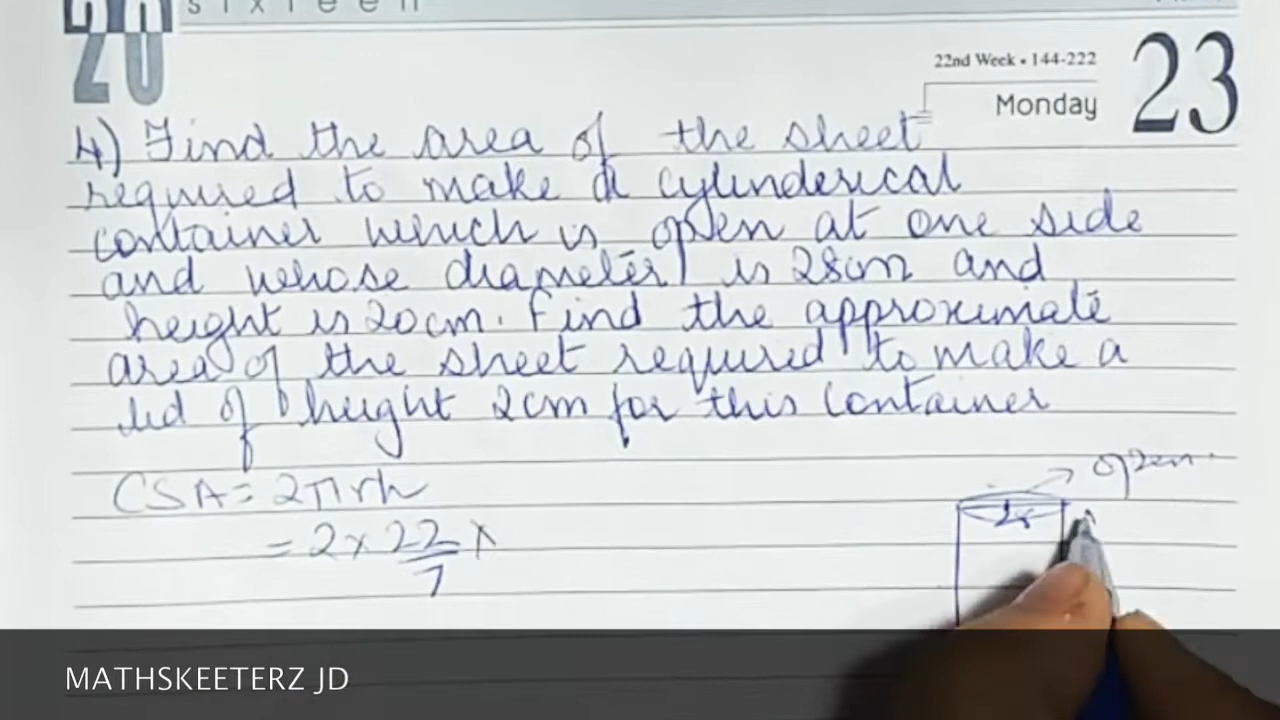 sixteen
20
22nd Week • 144-222
23
Monday
4) Find the area of the sheet
required to make a cylinderical
container which is open at one side
and whose diameter is 28cm and
height is 20cm. Find the approximate
area of the sheet required to make a
lid of height 2cm for this container
CSA = 2πrh
= 2 × 22/7 ×
open.
MATHSKEETERZ JD